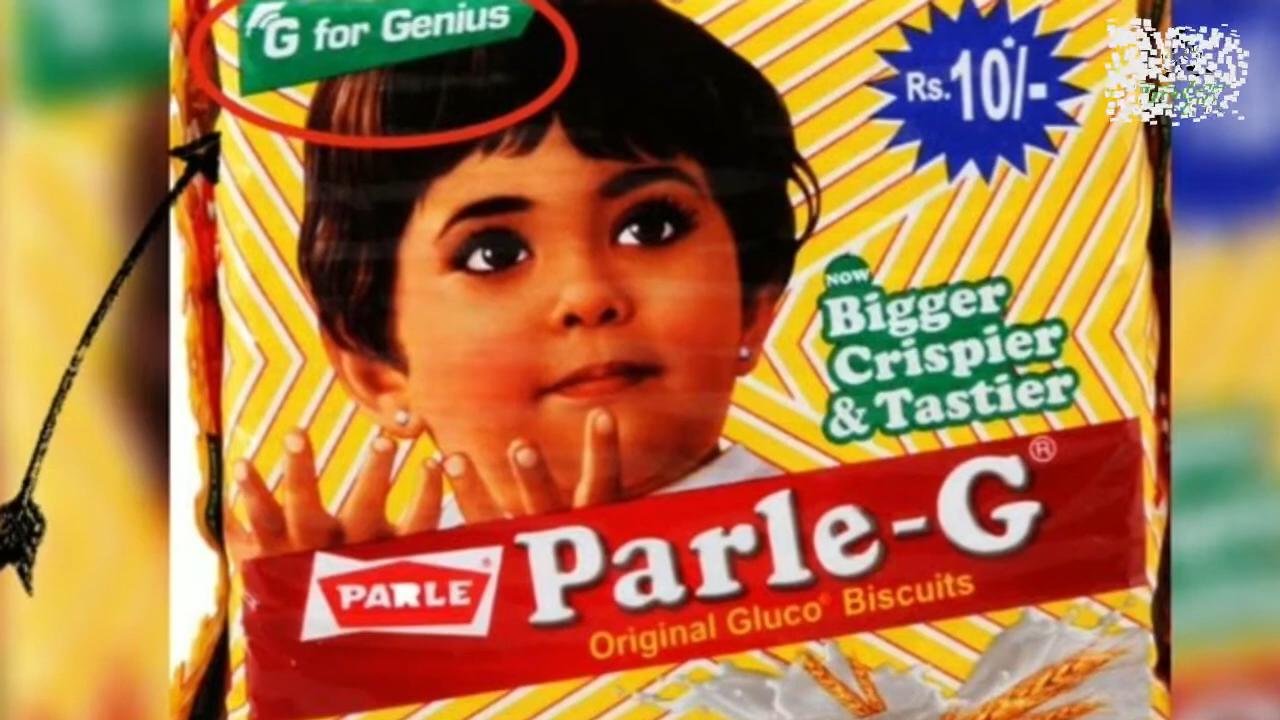 G for Genius
Rs.10/-
NOW
Bigger
Crispier
& Tastier
Parle-G®
PARLE
Original Gluco® Biscuits